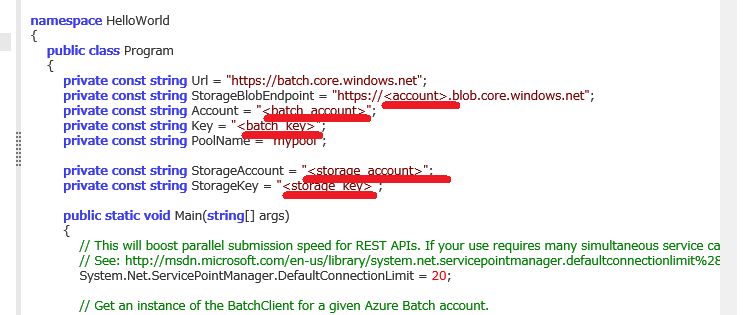 namespace HelloWorld
{
public class Program
{
private const string Url = "https://batch.core.windows.net";
private const string StorageBlobEndpoint = "https://<account>.blob.core.windows.net";
private const string Account = "<batch_account>";
private const string Key = "<batch_key>";
private const string PoolName = "mypool";
private const string StorageAccount = "<storage_account>";
private const string StorageKey = "<storage_key>";
public static void Main(string[] args)
{
// This will boost parallel submission speed for REST APIs. If your use requires many simultaneous service ca
// See: http://msdn.microsoft.com/en-us/library/system.net.servicepointmanager.defaultconnectionlimit%28
System.Net.ServicePointManager.DefaultConnectionLimit = 20;
// Get an instance of the BatchClient for a given Azure Batch account.